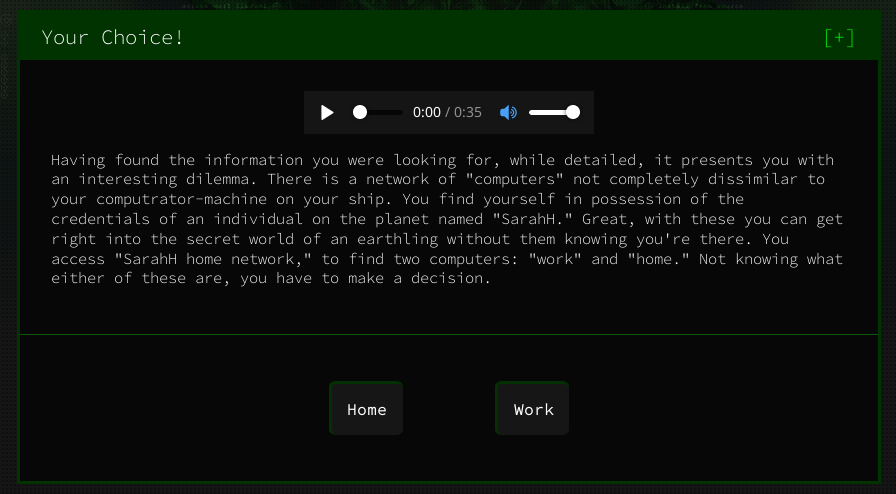 Your Choice!
[+]
0:00 / 0:35
Having found the information you were looking for, while detailed, it presents you with
an interesting dilemma. There is a network of "computers" not completely dissimilar to
your computrator-machine on your ship. You find yourself in possession of the
credentials of an individual on the planet named "SarahH." Great, with these you can get
right into the secret world of an earthling without them knowing you're there. You
access "SarahH home network," to find two computers: "work" and "home." Not knowing what
either of these are, you have to make a decision.
Home
Work